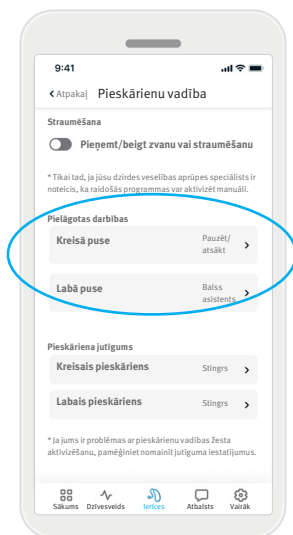 9:41
Atpakaļ Pieskārienu vadība
Straumēšana
Pieņemt/beigt zvanu vai straumēšanu
* Tikai tad, ja jūsu dzirdes veselības aprūpes speciālists ir
noteicis, ka raidošās programmas var aktivizēt manuāli.
Pielāgotas darbības
Kreisā puse
Pauzēt/
atsākt
Labā puse
Balss
asistents
Pieskāriena jutīgums
Kreisais pieskāriens Stingrs
Labais pieskāriens Stingrs
* Ja jums ir problēmas ar pieskārienu vadības žesta
aktivizēšanu, pamēģiniet nomainīt jutīguma iestatījumus.
Sākums Dzīvesveids Ierīces Atbalsts Vairāk